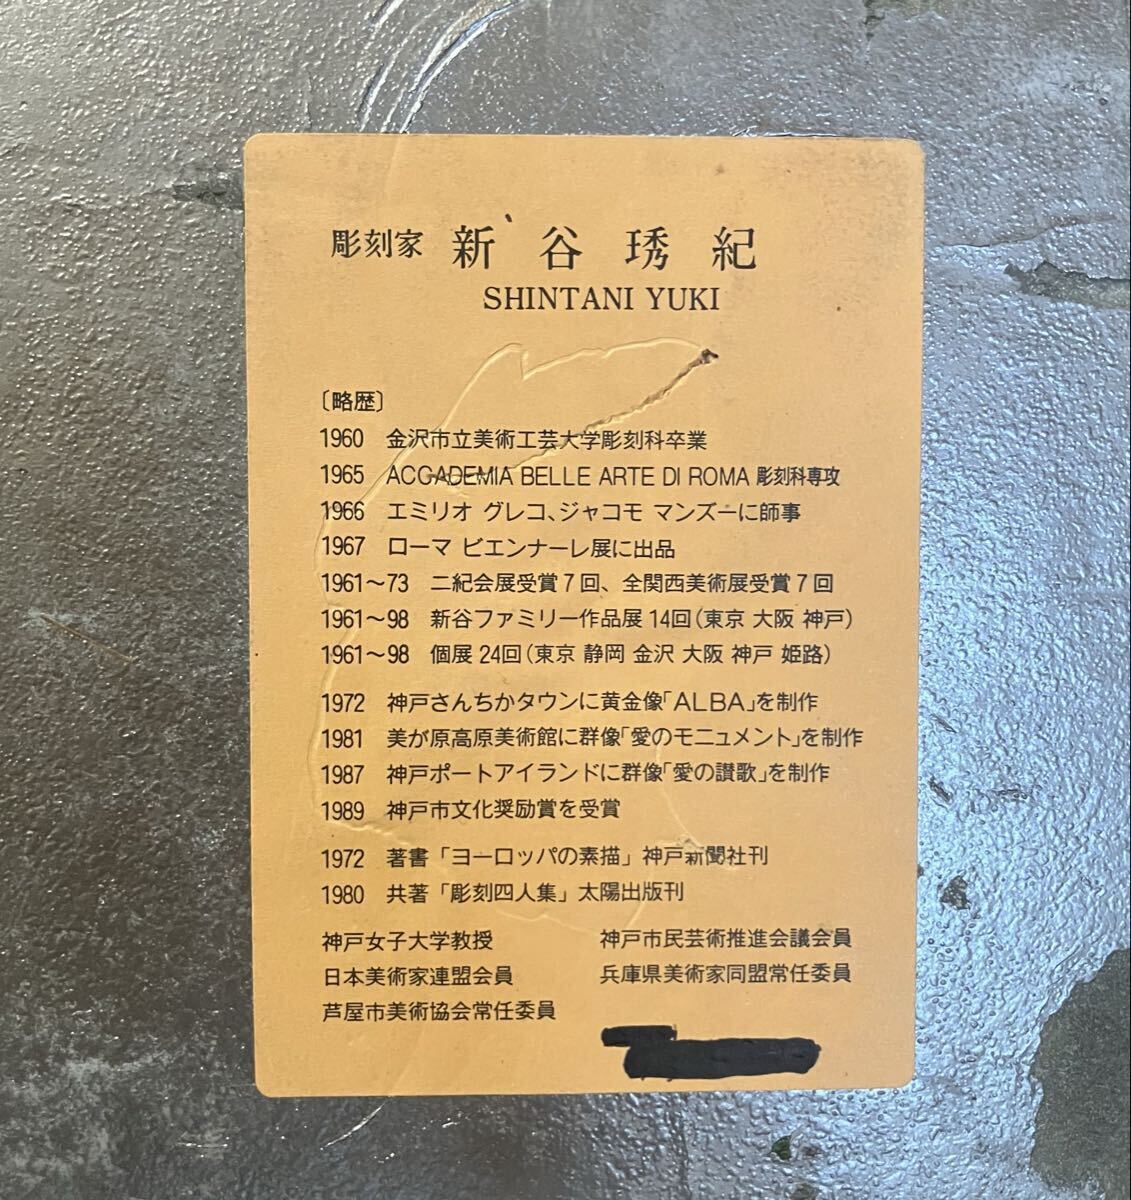 彫刻家 新谷琇紀
SHINTANI YUKI
〔略歴〕
1960 金沢市立美術工芸大学彫刻科卒業
1965 ACCADEMIA BELLE ARTE DI ROMA 彫刻科専攻
1966 エミリオ グレコ、ジャコモ マンズーに師事
1967 ローマ ビエンナーレ展に出品
1961～73 二紀会展受賞7回、全関西美術展受賞7回
1961～98 新谷ファミリー作品展14回(東京 大阪 神戸)
1961～98 個展24回(東京 静岡 金沢 大阪 神戸 姫路)
1972 神戸さんちかタウンに黄金像「ALBA」を制作
1981 美が原高原美術館に群像「愛のモニュメント」を制作
1987 神戸ポートアイランドに群像「愛の讃歌」を制作
1989 神戸市文化奨励賞を受賞
1972 著書「ヨーロッパの素描」神戸新聞社刊
1980 共著「彫刻四人集」太陽出版刊
神戸女子大学教授 神戸市民芸術推進会議会員
日本美術家連盟会員 兵庫県美術家同盟常任委員
芦屋市美術協会常任委員